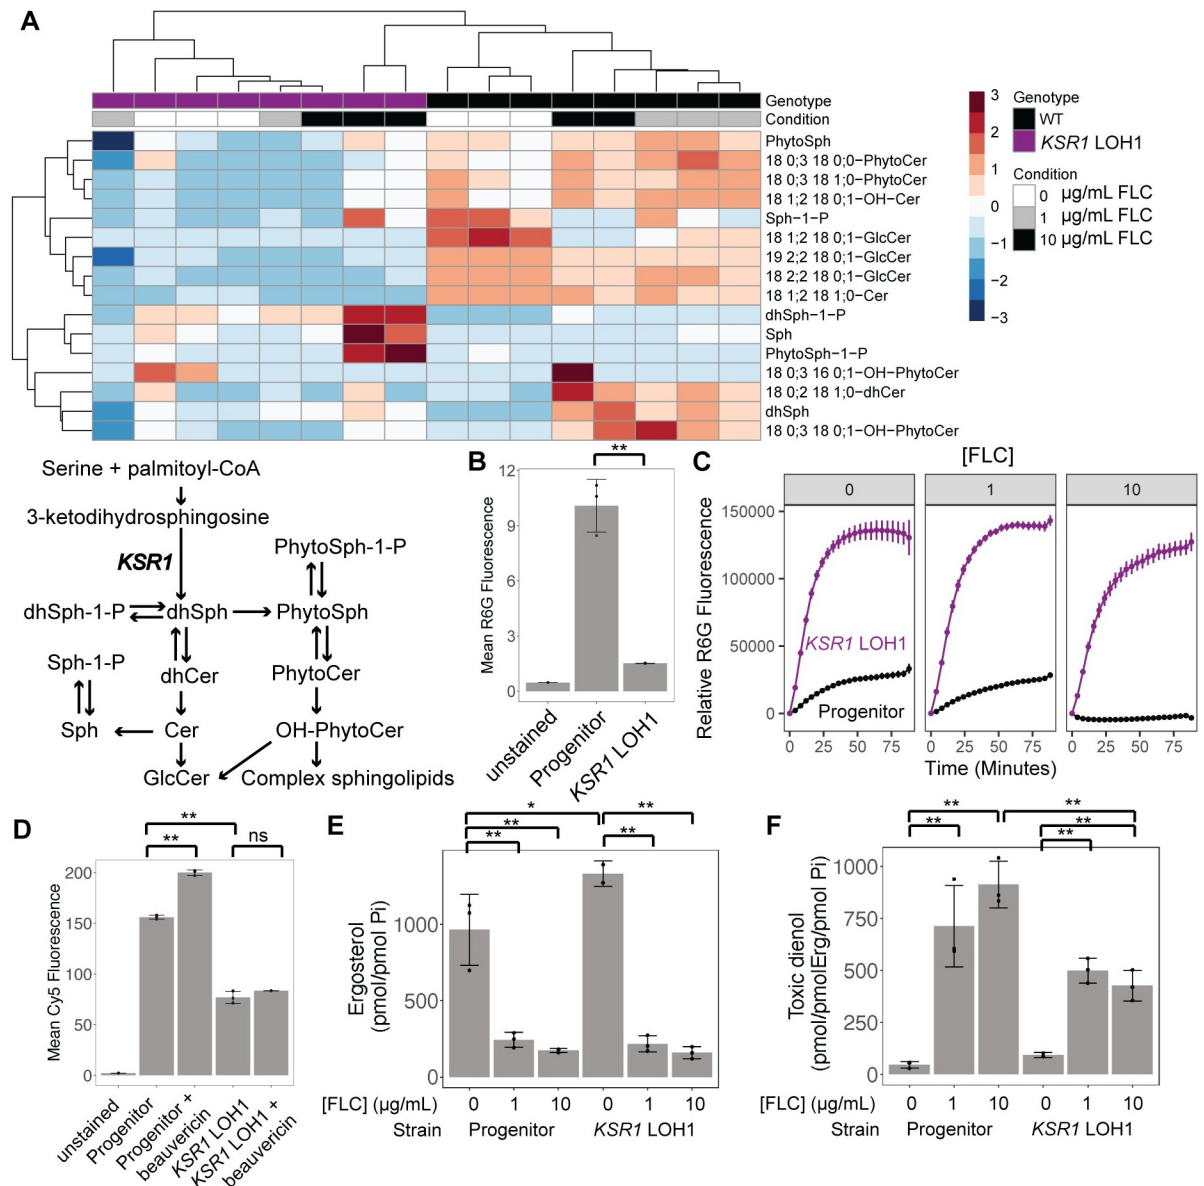 A
Genotype
Condition
PhytoSph
18 0;3 18 0;0−PhytoCer
18 0;3 18 1;0−PhytoCer
18 1;2 18 0;1−OH−Cer
Sph−1−P
18 1;2 18 0;1−GlcCer
19 2;2 18 0;1−GlcCer
18 2;2 18 0;1−GlcCer
18 1;2 18 1;0−Cer
dhSph−1−P
Sph
PhytoSph−1−P
18 0;3 16 0;1−OH−PhytoCer
18 0;2 18 1;0−dhCer
dhSph
18 0;3 18 0;1−OH−PhytoCer
3
2
1
0
−1
−2
−3
Genotype
WT
KSR1 LOH1
Condition
0 µg/mL FLC
1 µg/mL FLC
10 µg/mL FLC
Serine + palmitoyl-CoA
3-ketodihydrosphingosine
KSR1
PhytoSph-1-P
dhSph-1-P
dhSph
PhytoSph
Sph-1-P
dhCer
PhytoCer
Sph
Cer
OH-PhytoCer
GlcCer
Complex sphingolipids
B
**
Mean R6G Fluorescence
12
9
6
3
0
unstained
Progenitor
KSR1 LOH1
C
[FLC]
0
1
10
Relative R6G Fluorescence
150000
100000
50000
0
KSR1 LOH1
Progenitor
0 25 50 75
0 25 50 75
0 25 50 75
Time (Minutes)
D
**
**
ns
Mean Cy5 Fluorescence
200
150
100
50
0
unstained
Progenitor
Progenitor +
beauvericin
KSR1 LOH1
KSR1 LOH1 +
beauvericin
E
*
**
**
**
**
Ergosterol
(pmol/pmol Pi)
1000
500
0
[FLC] (µg/mL) 0 1 10 0 1 10
Strain Progenitor KSR1 LOH1
F
**
**
**
**
**
Toxic dienol
(pmol/pmolErg/pmol Pi)
1000
750
500
250
0
[FLC] (µg/mL) 0 1 10 0 1 10
Strain Progenitor KSR1 LOH1